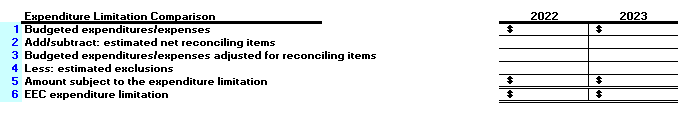 Expenditure Limitation Comparison 2022 2023
1 Budgeted expenditures/expenses $ $
2 Add/subtract: estimated net reconciling items
3 Budgeted expenditures/expenses adjusted for reconciling items
4 Less: estimated exclusions
5 Amount subject to the expenditure limitation $ $
6 EEC expenditure limitation $ $